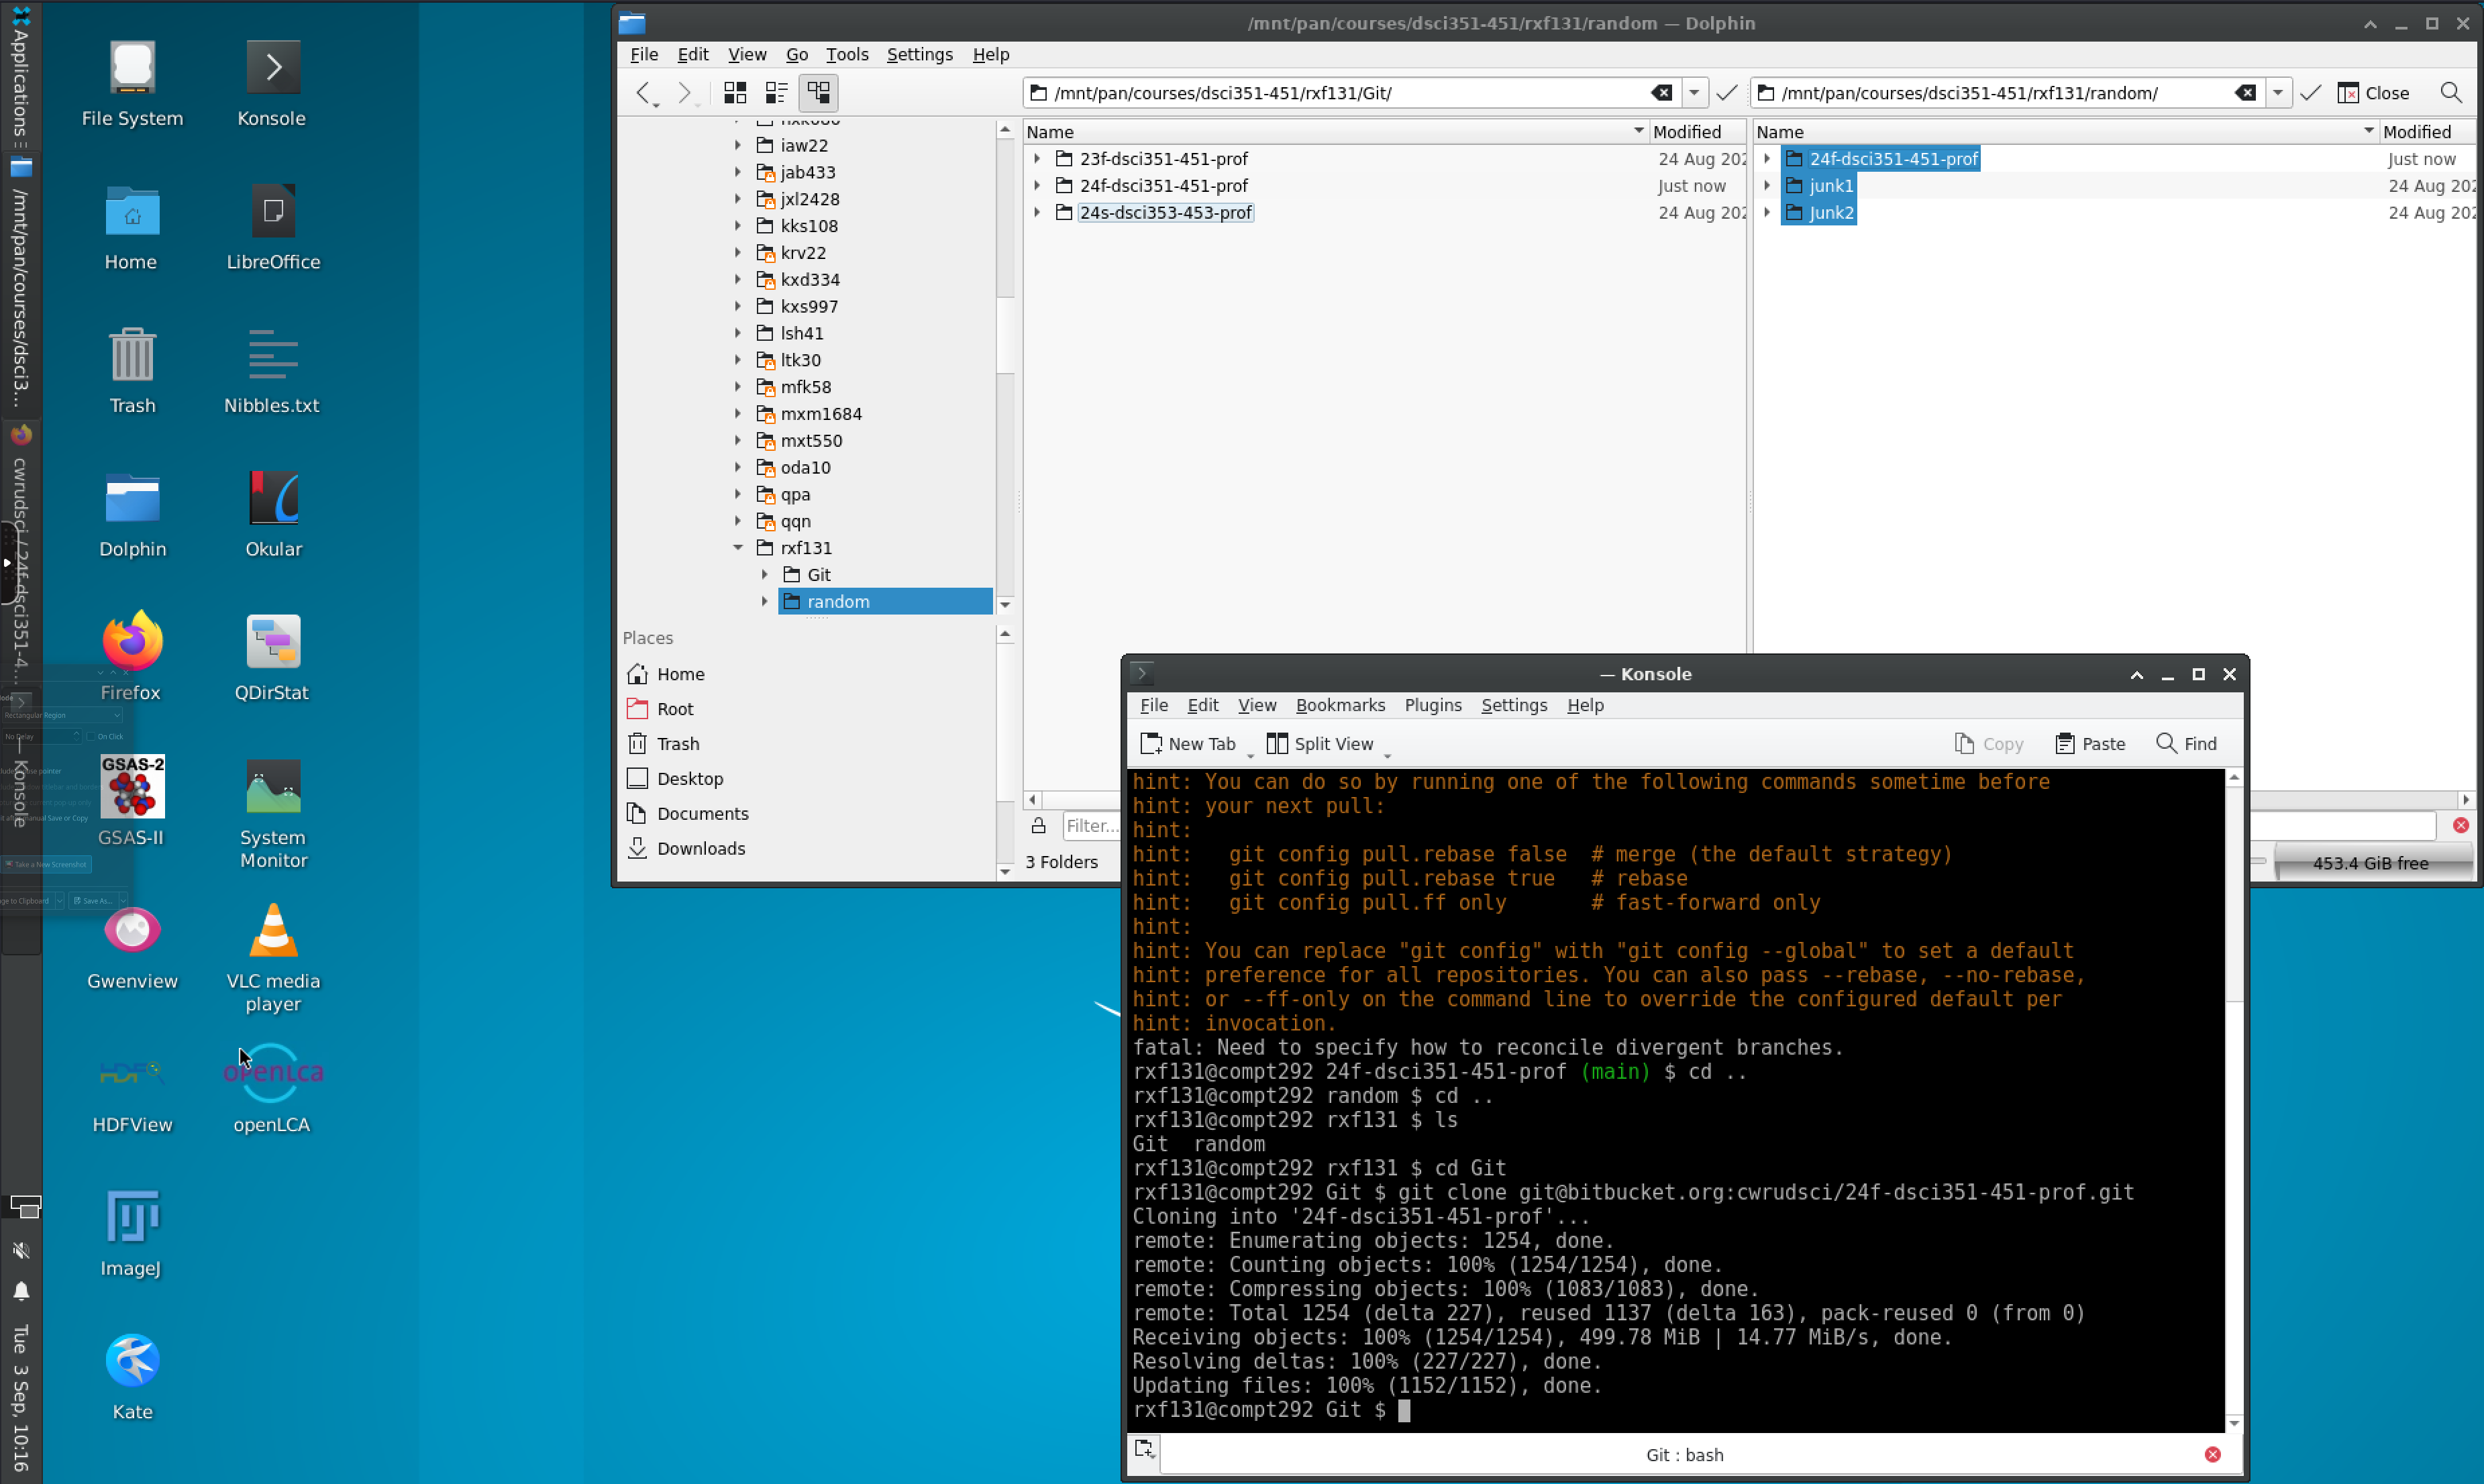 Applications
/mnt/pan/courses/dsci3...
cwrudsci / 24f-dsci351-4...
— Konsole
Tue 3 Sep, 10:16
File System
Konsole
Home
LibreOffice
Trash
Nibbles.txt
Dolphin
Okular
Firefox
QDirStat
GSAS-2
GSAS-II
System
Monitor
Gwenview
VLC media
player
HDF
openLca
HDFView
openLCA
ImageJ
Kate
Rectangular Region
No Delay
On Click
Take a New Screenshot
Save As...
/mnt/pan/courses/dsci351-451/rxf131/random — Dolphin
File Edit View Go Tools Settings Help
/mnt/pan/courses/dsci351-451/rxf131/Git/
/mnt/pan/courses/dsci351-451/rxf131/random/
Close
iaw22
jab433
jxl2428
kks108
krv22
kxd334
kxs997
lsh41
ltk30
mfk58
mxm1684
mxt550
oda10
qpa
qqn
rxf131
Git
random
Places
Home
Root
Trash
Desktop
Documents
Downloads
Name Modified
23f-dsci351-451-prof 24 Aug 202
24f-dsci351-451-prof Just now
24s-dsci353-453-prof 24 Aug 202
Name Modified
24f-dsci351-451-prof Just now
junk1 24 Aug 202
Junk2 24 Aug 202
Filter...
3 Folders
453.4 GiB free
— Konsole
File Edit View Bookmarks Plugins Settings Help
New Tab Split View Copy Paste Find
hint: You can do so by running one of the following commands sometime before
hint: your next pull:
hint:
hint:   git config pull.rebase false  # merge (the default strategy)
hint:   git config pull.rebase true   # rebase
hint:   git config pull.ff only       # fast-forward only
hint:
hint: You can replace "git config" with "git config --global" to set a default
hint: preference for all repositories. You can also pass --rebase, --no-rebase,
hint: or --ff-only on the command line to override the configured default per
hint: invocation.
fatal: Need to specify how to reconcile divergent branches.
rxf131@compt292 24f-dsci351-451-prof (main) $ cd ..
rxf131@compt292 random $ cd ..
rxf131@compt292 rxf131 $ ls
Git  random
rxf131@compt292 rxf131 $ cd Git
rxf131@compt292 Git $ git clone git@bitbucket.org:cwrudsci/24f-dsci351-451-prof.git
Cloning into '24f-dsci351-451-prof'...
remote: Enumerating objects: 1254, done.
remote: Counting objects: 100% (1254/1254), done.
remote: Compressing objects: 100% (1083/1083), done.
remote: Total 1254 (delta 227), reused 1137 (delta 163), pack-reused 0 (from 0)
Receiving objects: 100% (1254/1254), 499.78 MiB | 14.77 MiB/s, done.
Resolving deltas: 100% (227/227), done.
Updating files: 100% (1152/1152), done.
rxf131@compt292 Git $
Git : bash